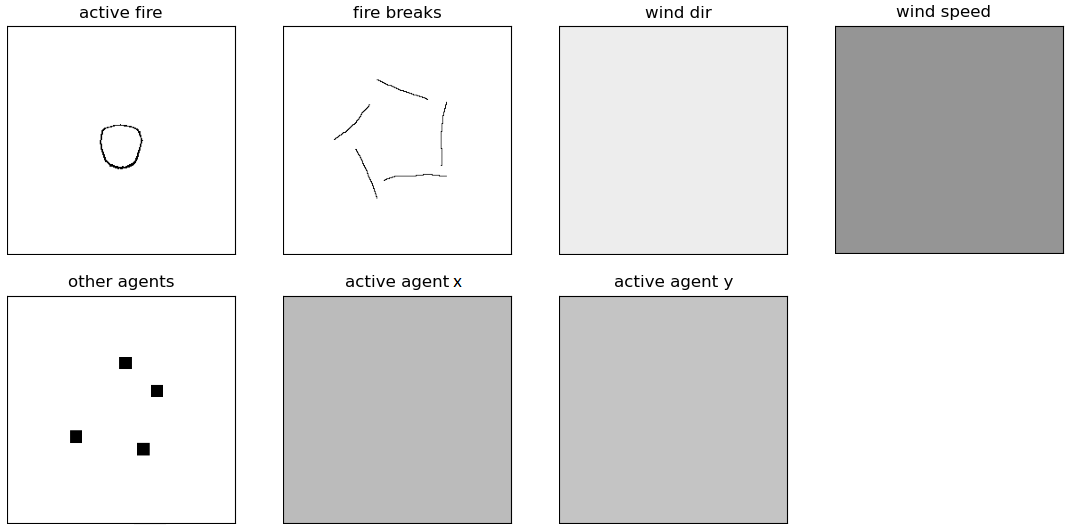 active fire
fire breaks
wind dir
wind speed
other agents
active agent x
active agent y